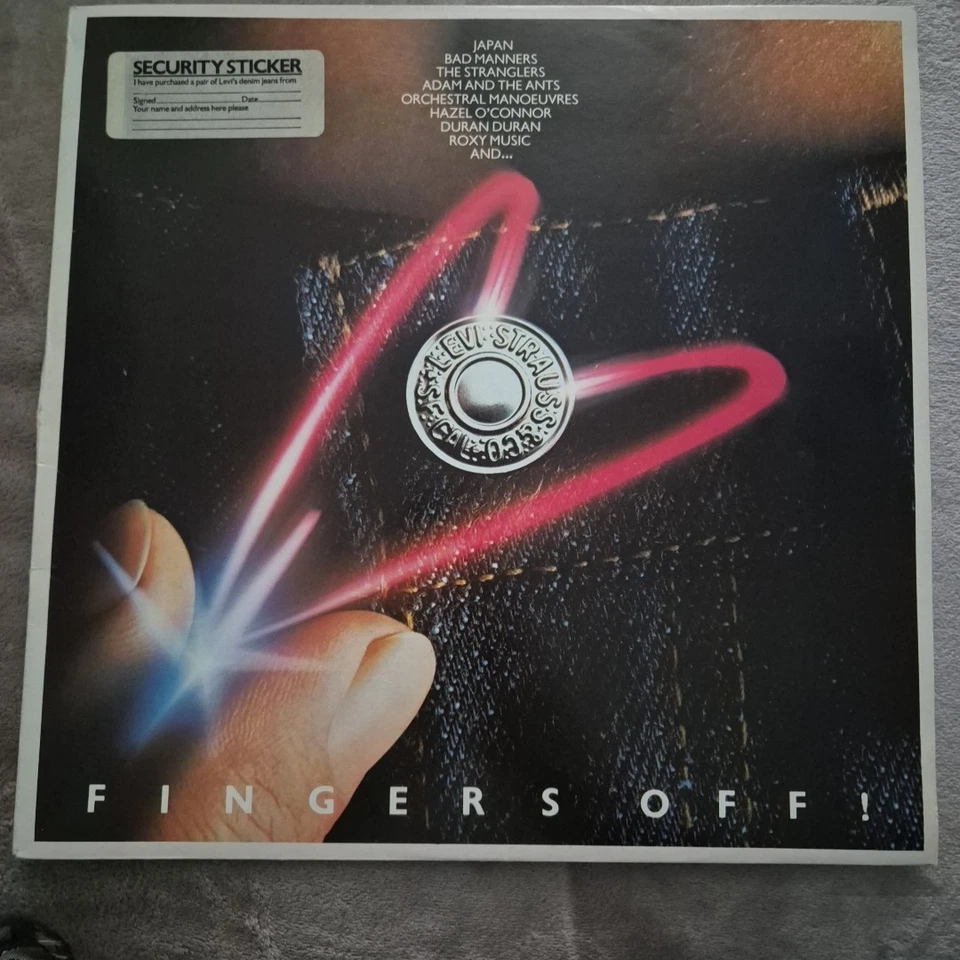 SECURITY STICKER
I have purchased a pair of Levi's denim jeans from
Signed Date
Your name and address here please
JAPAN
BAD MANNERS
THE STRANGLERS
ADAM AND THE ANTS
ORCHESTRAL MANOEUVRES
HAZEL O'CONNOR
DURAN DURAN
ROXY MUSIC
AND...
LEVI STRAUSS & CO. S.F. CAL.
FINGERS OFF!